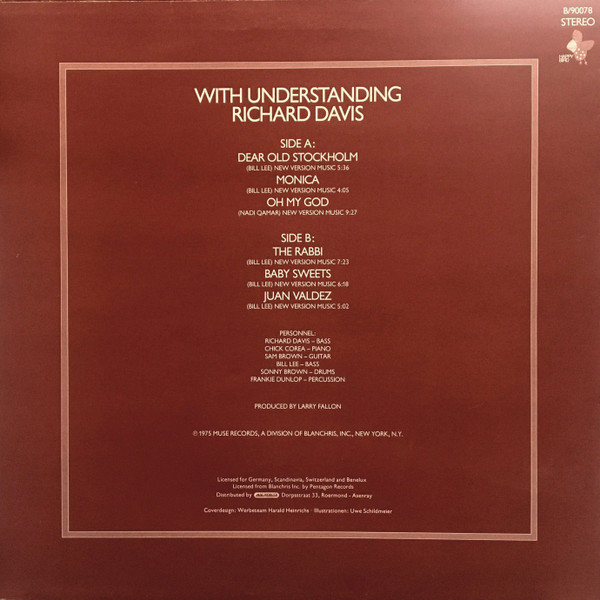 B/90078
STEREO
WITH UNDERSTANDING
RICHARD DAVIS
SIDE A:
DEAR OLD STOCKHOLM
(BILL LEE) NEW VERSION MUSIC 5:36
MONICA
(BILL LEE) NEW VERSION MUSIC 4:05
OH MY GOD
(NADI QAMAR) NEW VERSION MUSIC 9:27
SIDE B:
THE RABBI
(BILL LEE) NEW VERSION MUSIC 7:23
BABY SWEETS
(BILL LEE) NEW VERSION MUSIC 6:18
JUAN VALDEZ
(BILL LEE) NEW VERSION MUSIC 5:02
PERSONNEL:
RICHARD DAVIS – BASS
CHICK COREA – PIANO
SAM BROWN – GUITAR
BILL LEE – BASS
SONNY BROWN – DRUMS
FRANKIE DUNLOP – PERCUSSION
PRODUCED BY LARRY FALLON
℗ 1975 MUSE RECORDS, A DIVISION OF BLANCHRIS, INC., NEW YORK, N.Y.
Licensed for Germany, Scandinavia, Switzerland and Benelux
Licensed from Blanchris Inc. by Pentagon Records
Distributed by Dorpsstraat 33, Roermond - Asenray
Coverdesign: Werbeteam Harald Heinrichs · Illustrationen: Uwe Schildmeier